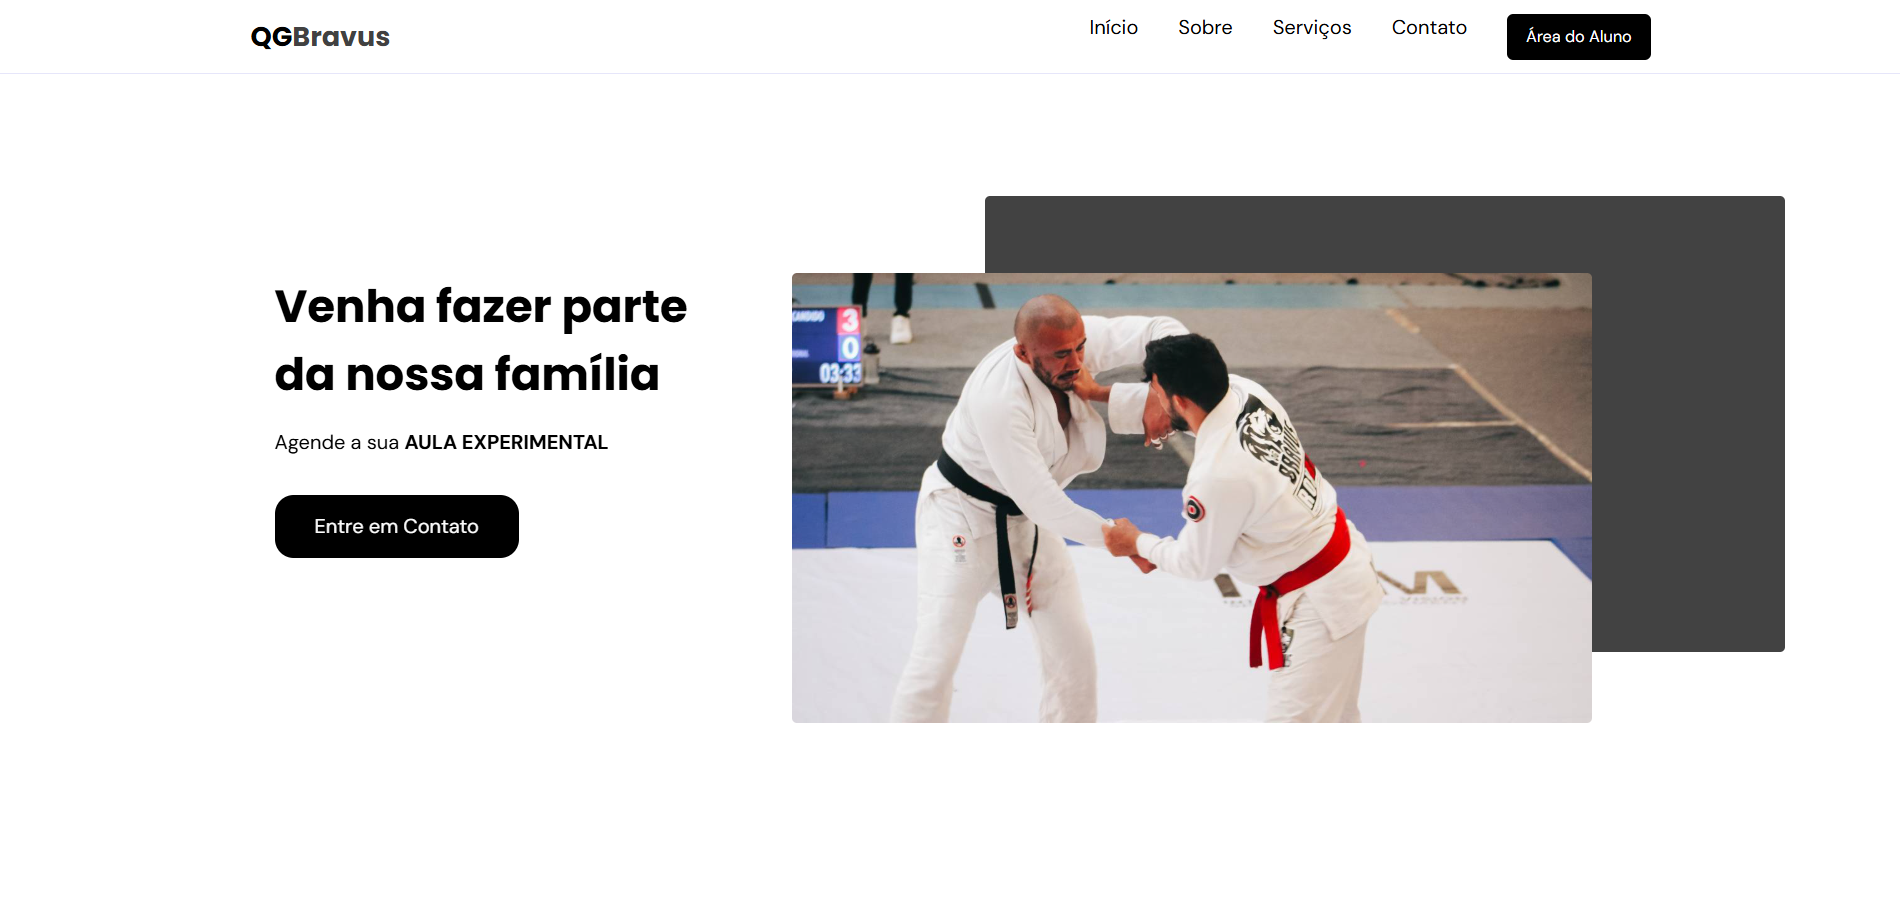 QGBravus
Início Sobre Serviços Contato Área do Aluno
Venha fazer parte
da nossa família
Agende a sua AULA EXPERIMENTAL
Entre em Contato
3
0
03:33